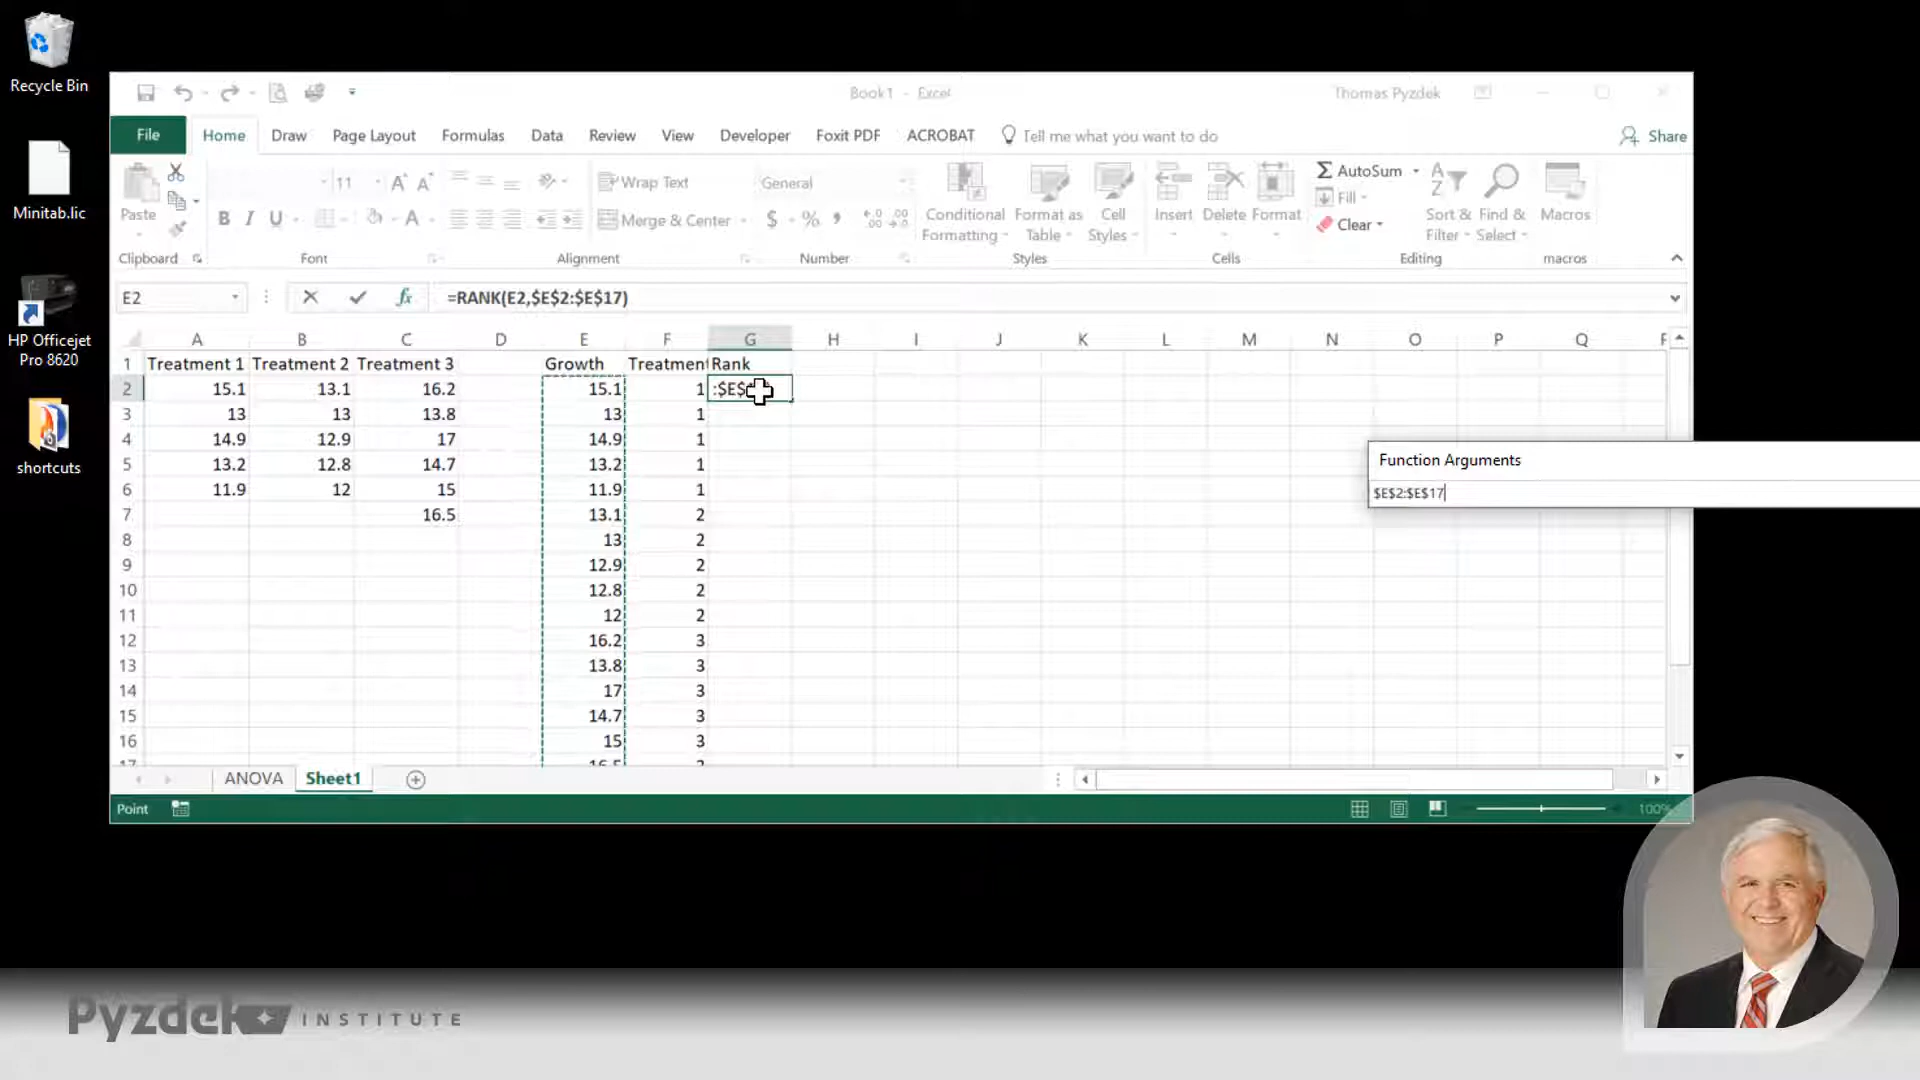 Recycle Bin
Minitab.lic
HP Officejet
Pro 8620
shortcuts
Book1 - Excel
Thomas Pyzdek
File
Home
Draw
Page Layout
Formulas
Data
Review
View
Developer
Foxit PDF
ACROBAT
Tell me what you want to do
Share
Paste
11
B I U
Wrap Text
Merge & Center
General
$ % ,
Conditional
Formatting
Format as
Table
Cell
Styles
Insert
Delete
Format
AutoSum
Fill
Clear
Sort &
Filter
Find &
Select
Macros
Clipboard
Font
Alignment
Number
Styles
Cells
Editing
macros
E2
fx
=RANK(E2,$E$2:$E$17)
A B C D E F G H I J K L M N O P Q
1 Treatment 1 Treatment 2 Treatment 3 Growth Treatment Rank
2 15.1 13.1 16.2 15.1 1 :$E$
3 13 13 13.8 13 1
4 14.9 12.9 17 14.9 1
5 13.2 12.8 14.7 13.2 1
6 11.9 12 15 11.9 1
7 16.5 13.1 2
8 13 2
9 12.9 2
10 12.8 2
11 12 2
12 16.2 3
13 13.8 3
14 17 3
15 14.7 3
16 15 3
Function Arguments
$E$2:$E$17
ANOVA
Sheet1
Point
100%
Pyzdek INSTITUTE